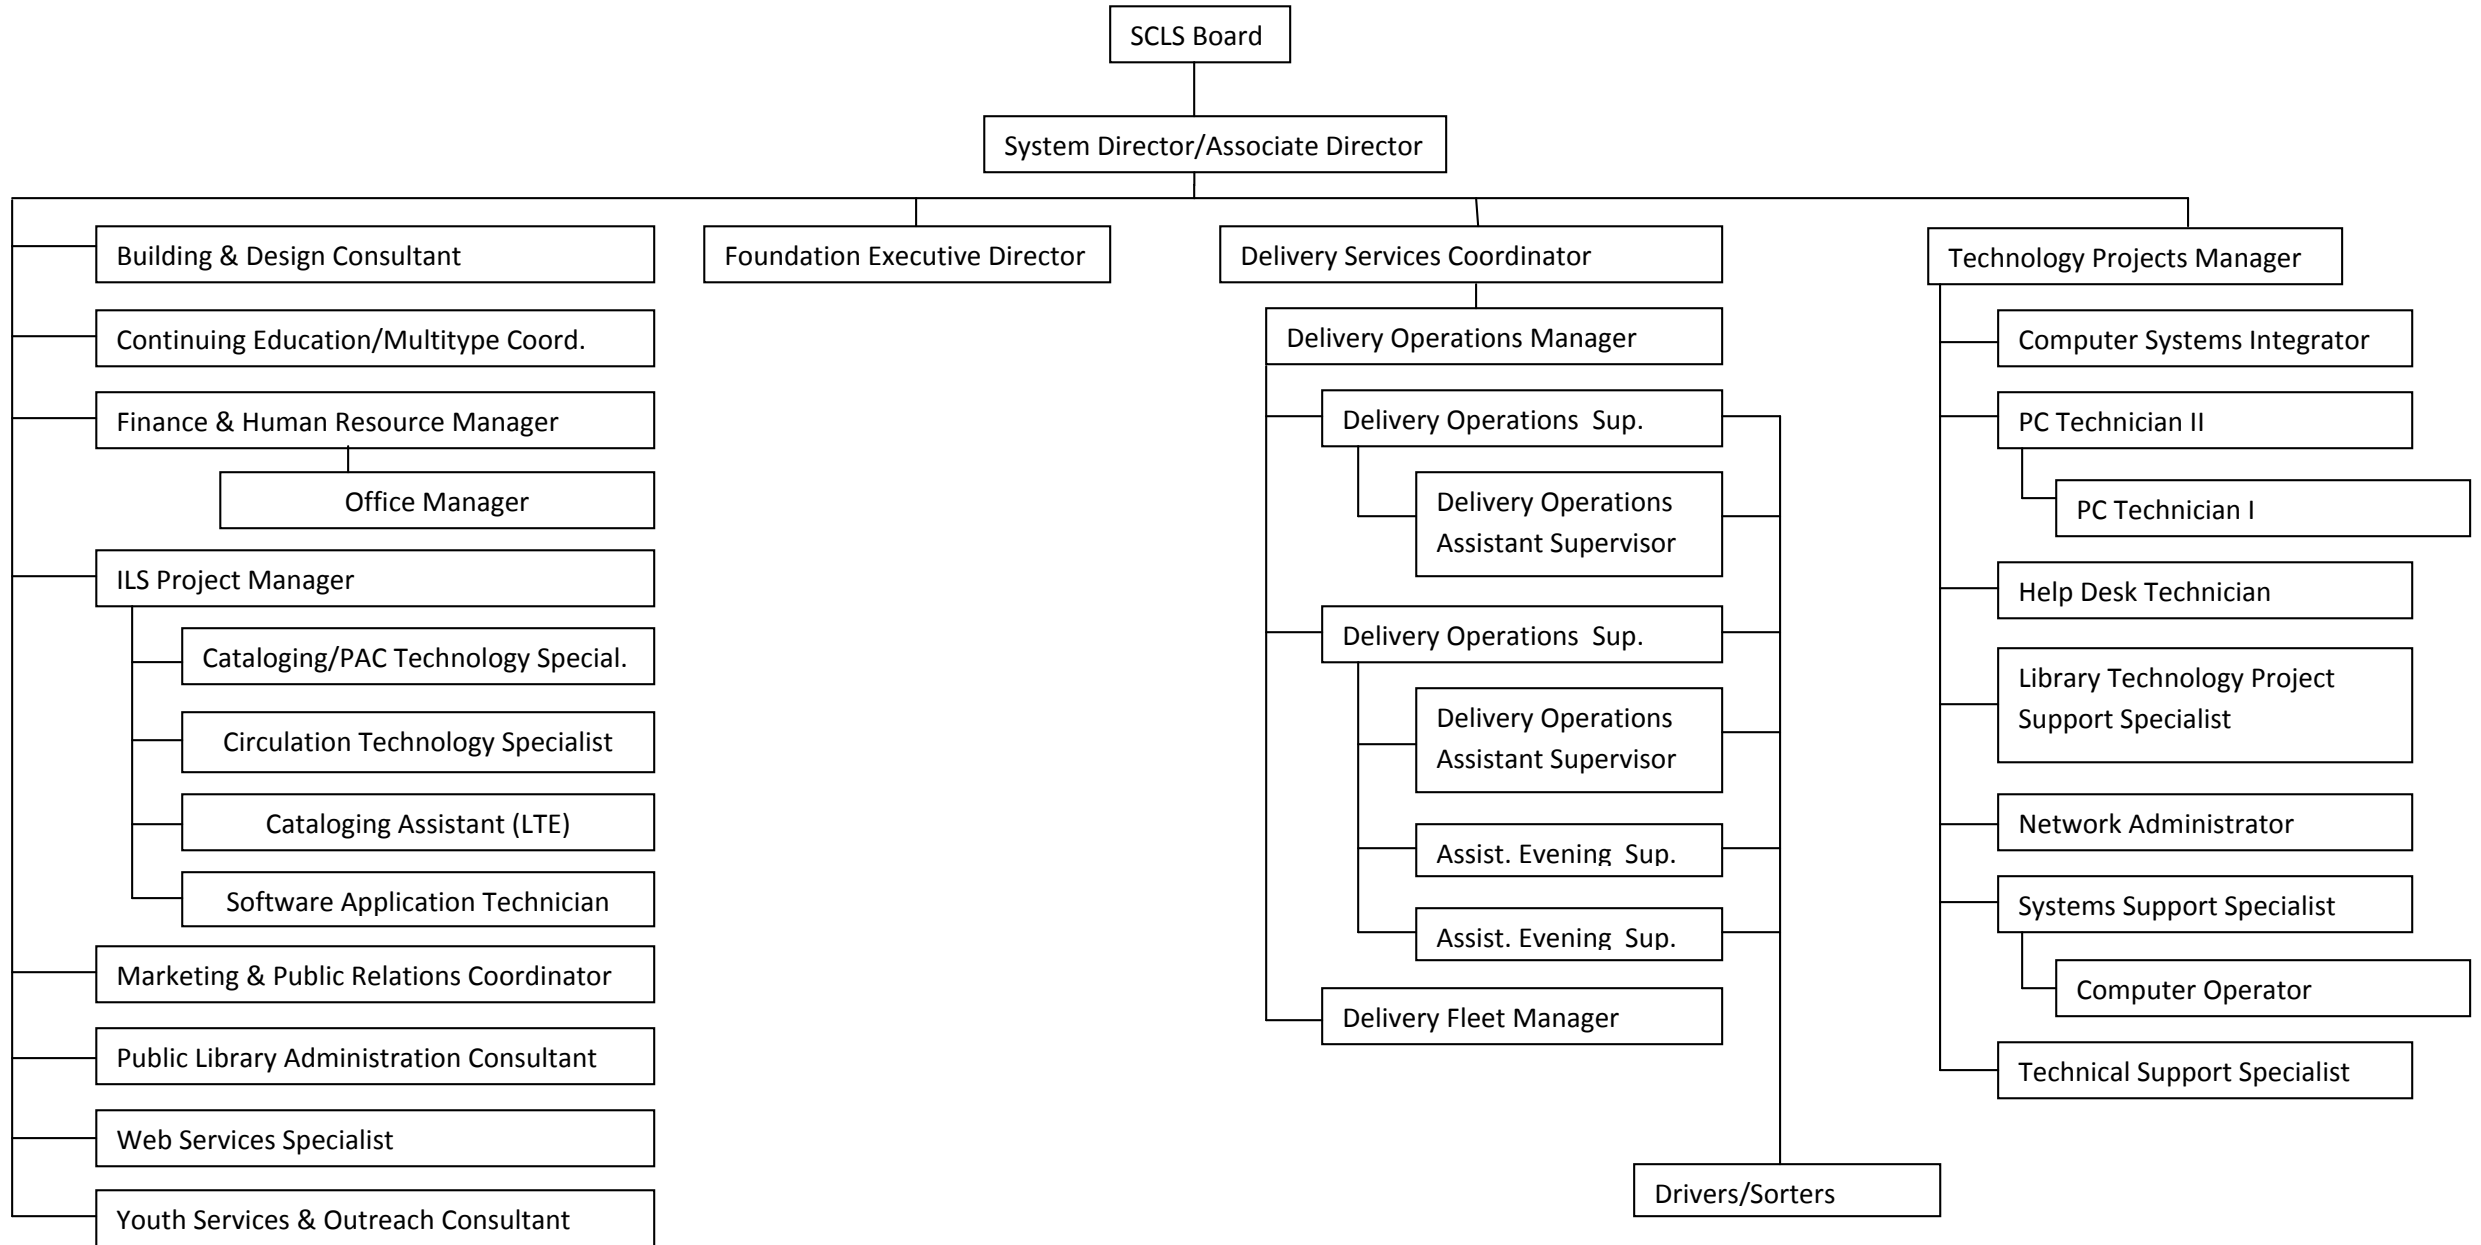 SCLS Board
System Director/Associate Director
Building & Design Consultant
Continuing Education/Multitype Coord.
Finance & Human Resource Manager
Office Manager
ILS Project Manager
Cataloging/PAC Technology Special.
Circulation Technology Specialist
Cataloging Assistant (LTE)
Software Application Technician
Marketing & Public Relations Coordinator
Public Library Administration Consultant
Web Services Specialist
Youth Services & Outreach Consultant
Foundation Executive Director
Delivery Services Coordinator
Delivery Operations Manager
Delivery Operations  Sup.
Delivery Operations
Assistant Supervisor
Delivery Operations  Sup.
Delivery Operations
Assistant Supervisor
Assist. Evening  Sup.
Assist. Evening  Sup.
Delivery Fleet Manager
Drivers/Sorters
Technology Projects Manager
Computer Systems Integrator
PC Technician II
PC Technician I
Help Desk Technician
Library Technology Project
Support Specialist
Network Administrator
Systems Support Specialist
Computer Operator
Technical Support Specialist